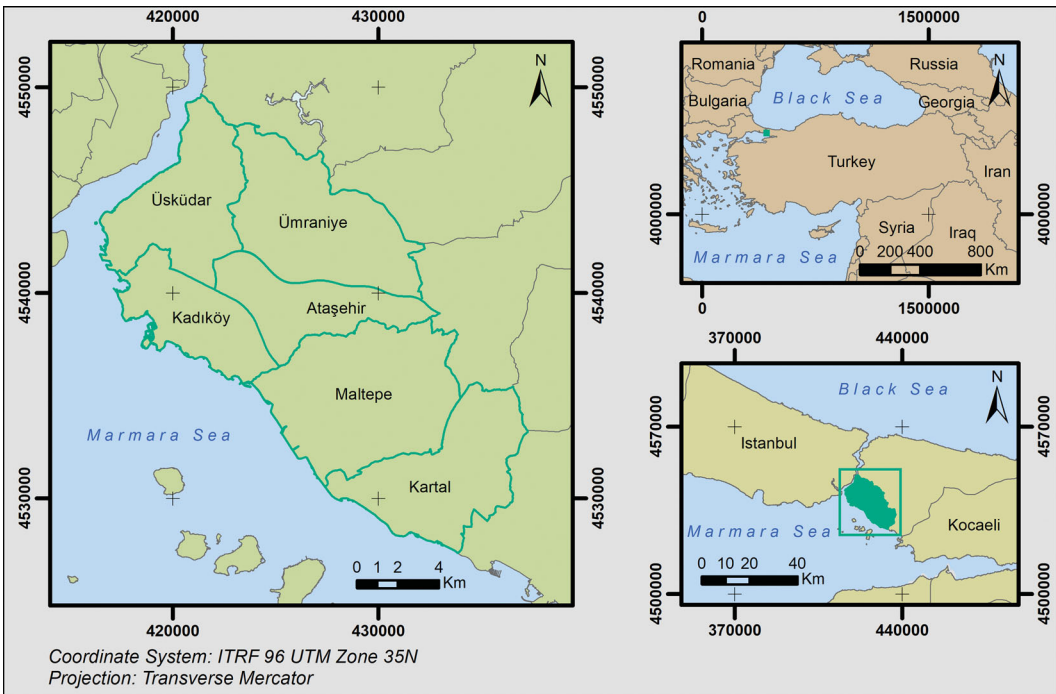 420000
430000
4550000
4540000
4530000
N
Üsküdar
Ümraniye
Ataşehir
Kadıköy
Maltepe
Kartal
Marmara Sea
0 1 2 4
Km
4550000
4540000
4530000
420000
430000
Coordinate System: ITRF 96 UTM Zone 35N
Projection: Transverse Mercator
0
1500000
N
Romania
Russia
Black Sea
Bulgaria
Georgia
Turkey
Iran
Syria
Iraq
Marmara Sea
0 200 400 800
Km
4000000
4000000
0
1500000
370000
440000
N
Black Sea
Istanbul
Marmara Sea
Kocaeli
0 10 20 40
Km
4570000
4500000
4570000
4500000
370000
440000